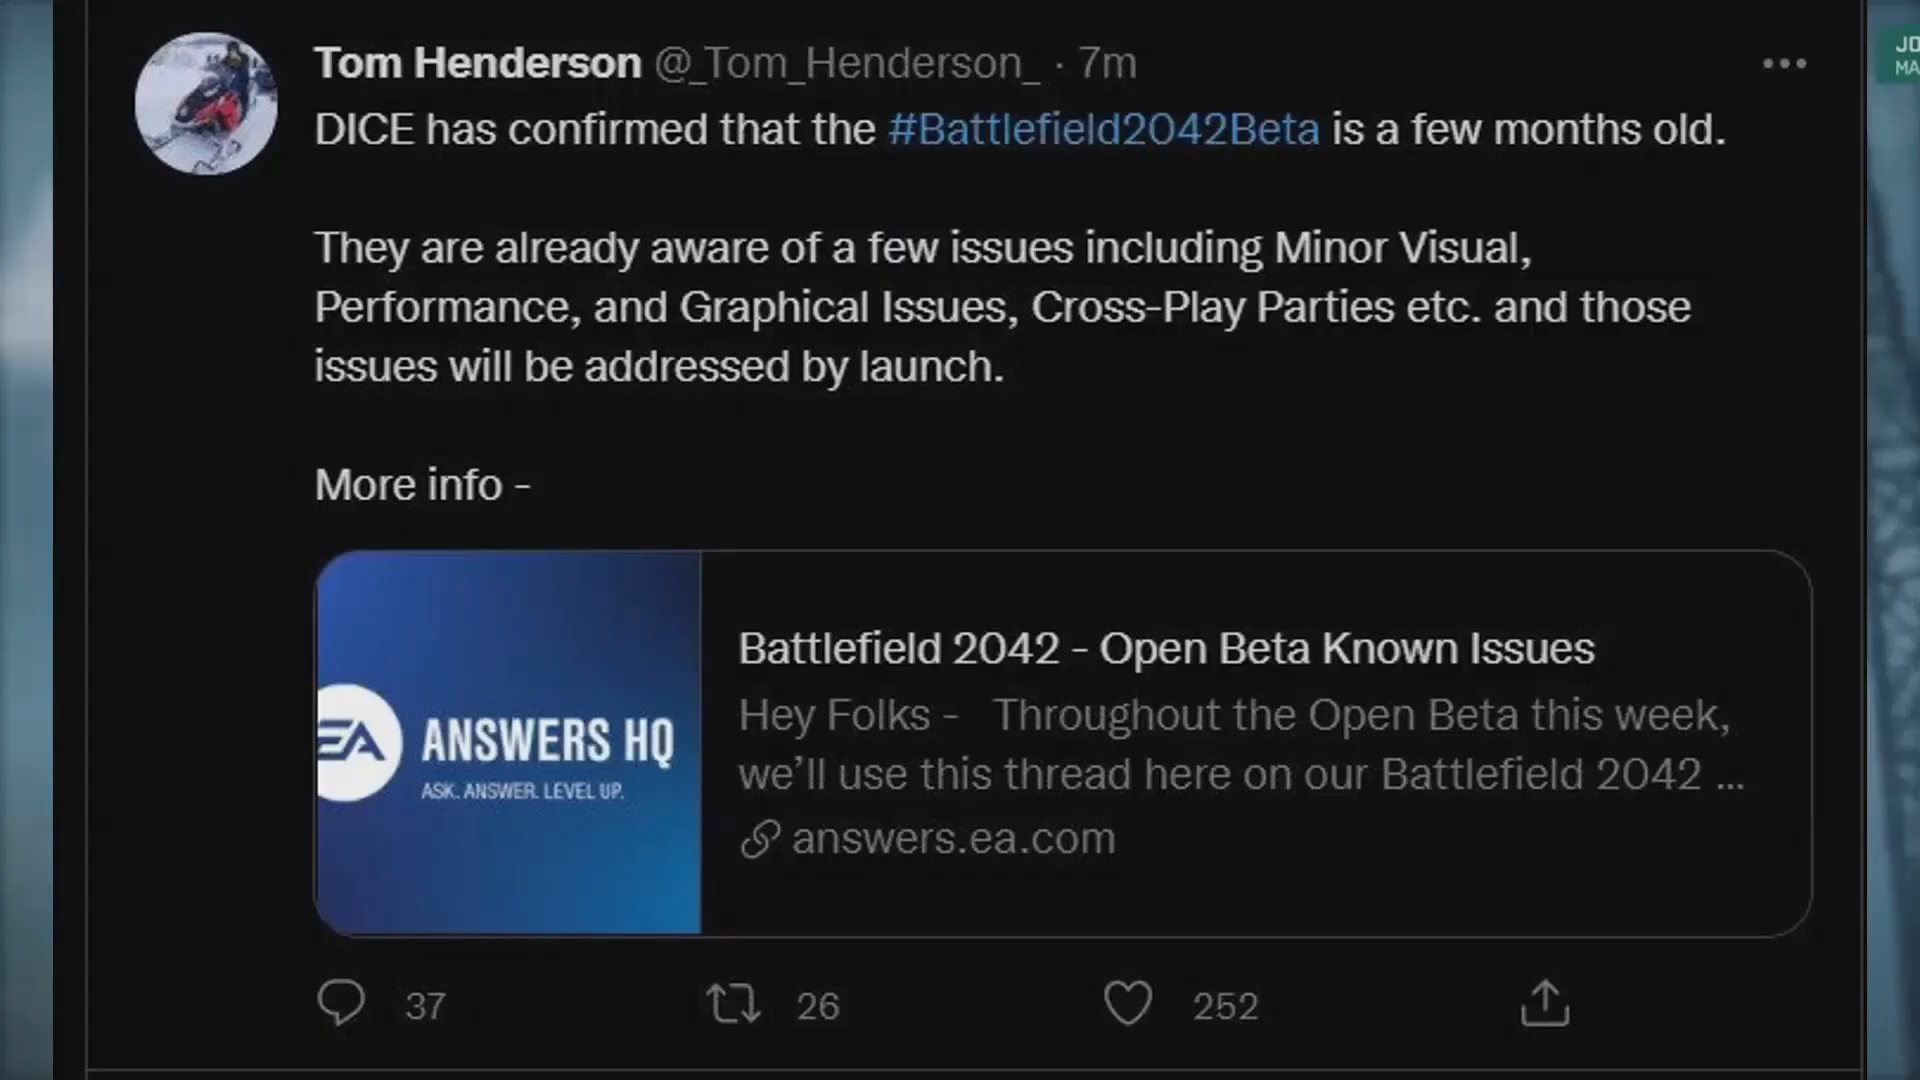 Tom Henderson @_Tom_Henderson_ · 7m
DICE has confirmed that the #Battlefield2042Beta is a few months old.
They are already aware of a few issues including Minor Visual,
Performance, and Graphical Issues, Cross-Play Parties etc. and those
issues will be addressed by launch.
More info -
EA ANSWERS HQ
ASK. ANSWER. LEVEL UP.
Battlefield 2042 - Open Beta Known Issues
Hey Folks - Throughout the Open Beta this week,
we'll use this thread here on our Battlefield 2042 ...
answers.ea.com
37 26 252
JO
MA